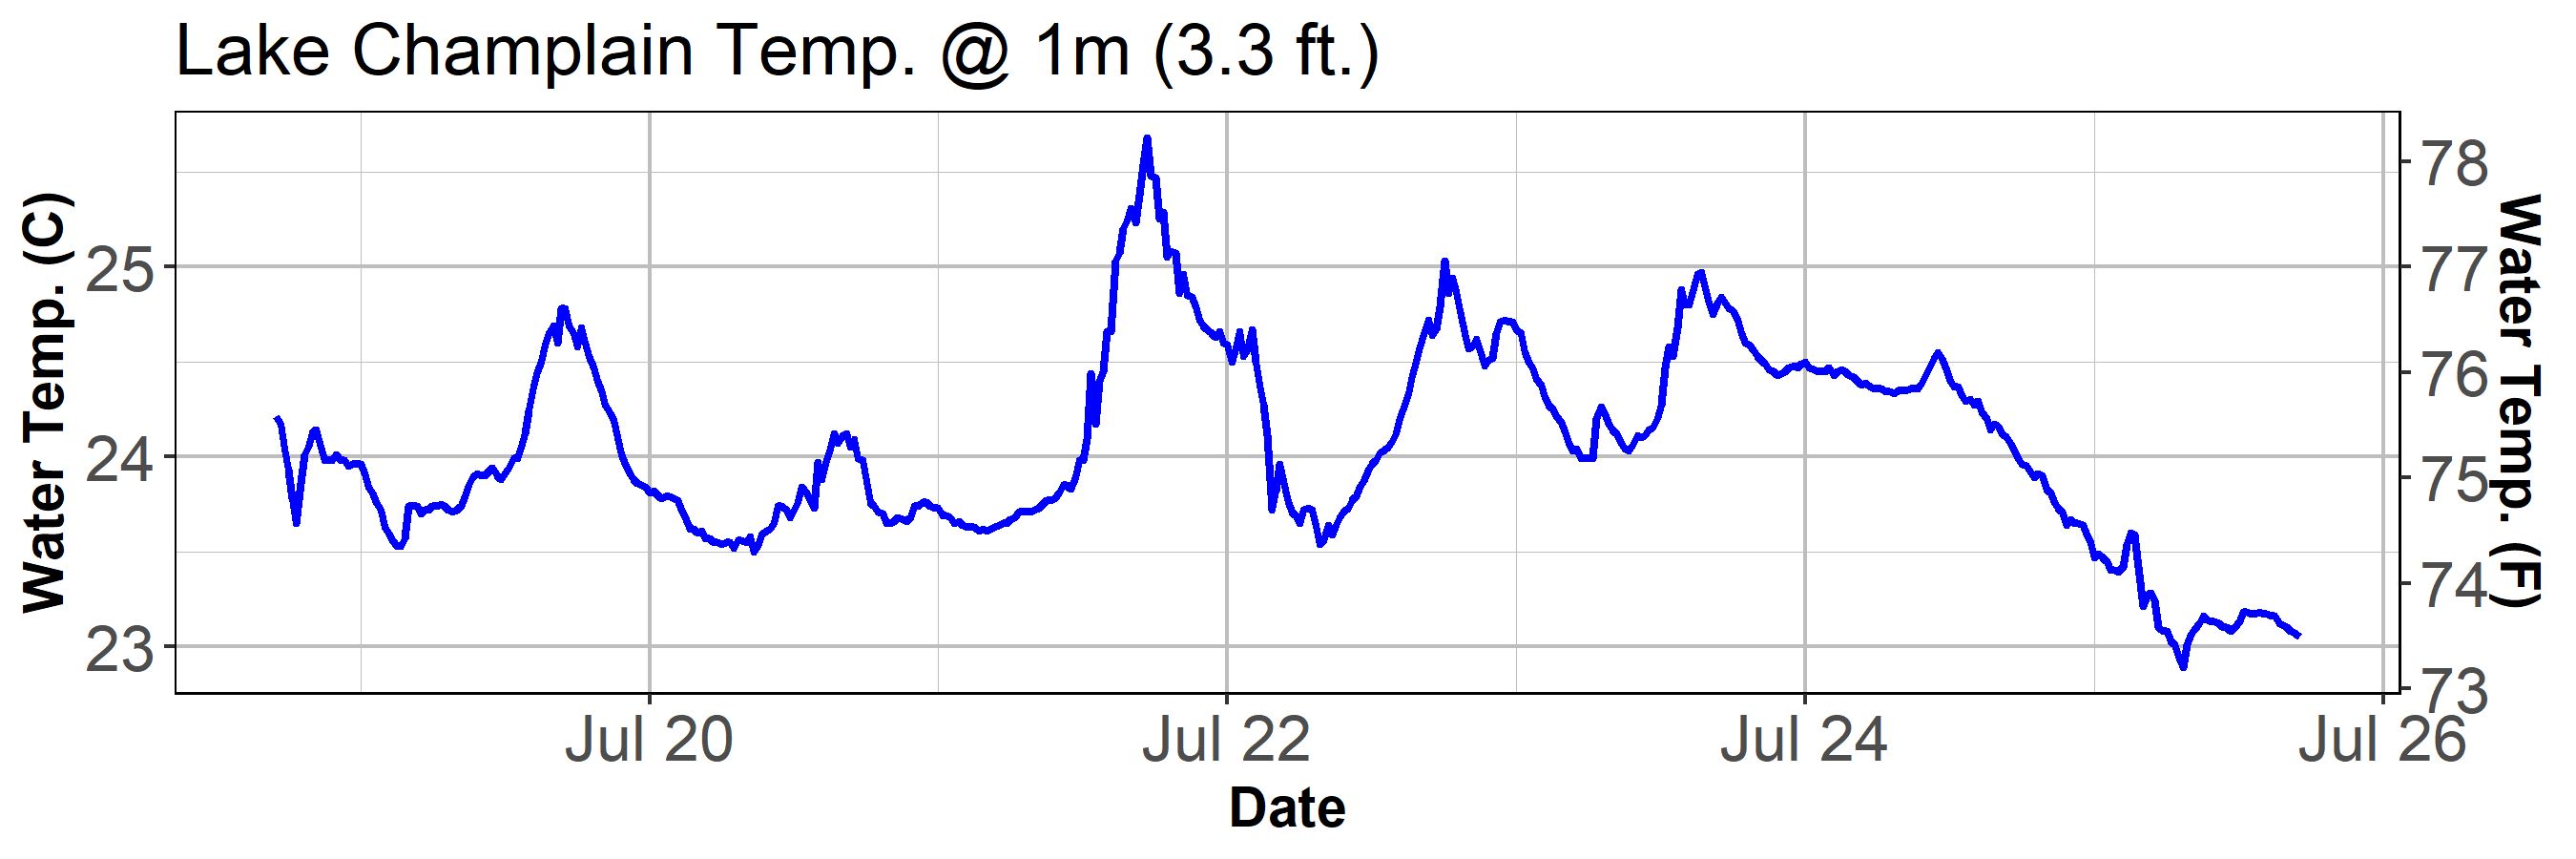 Lake Champlain Temp. @ 1m (3.3 ft.)
Water Temp. (C)
25
24
23
78
77
76
75
74
73
Water Temp. (F)
Jul 20
Jul 22
Jul 24
Jul 26
Date